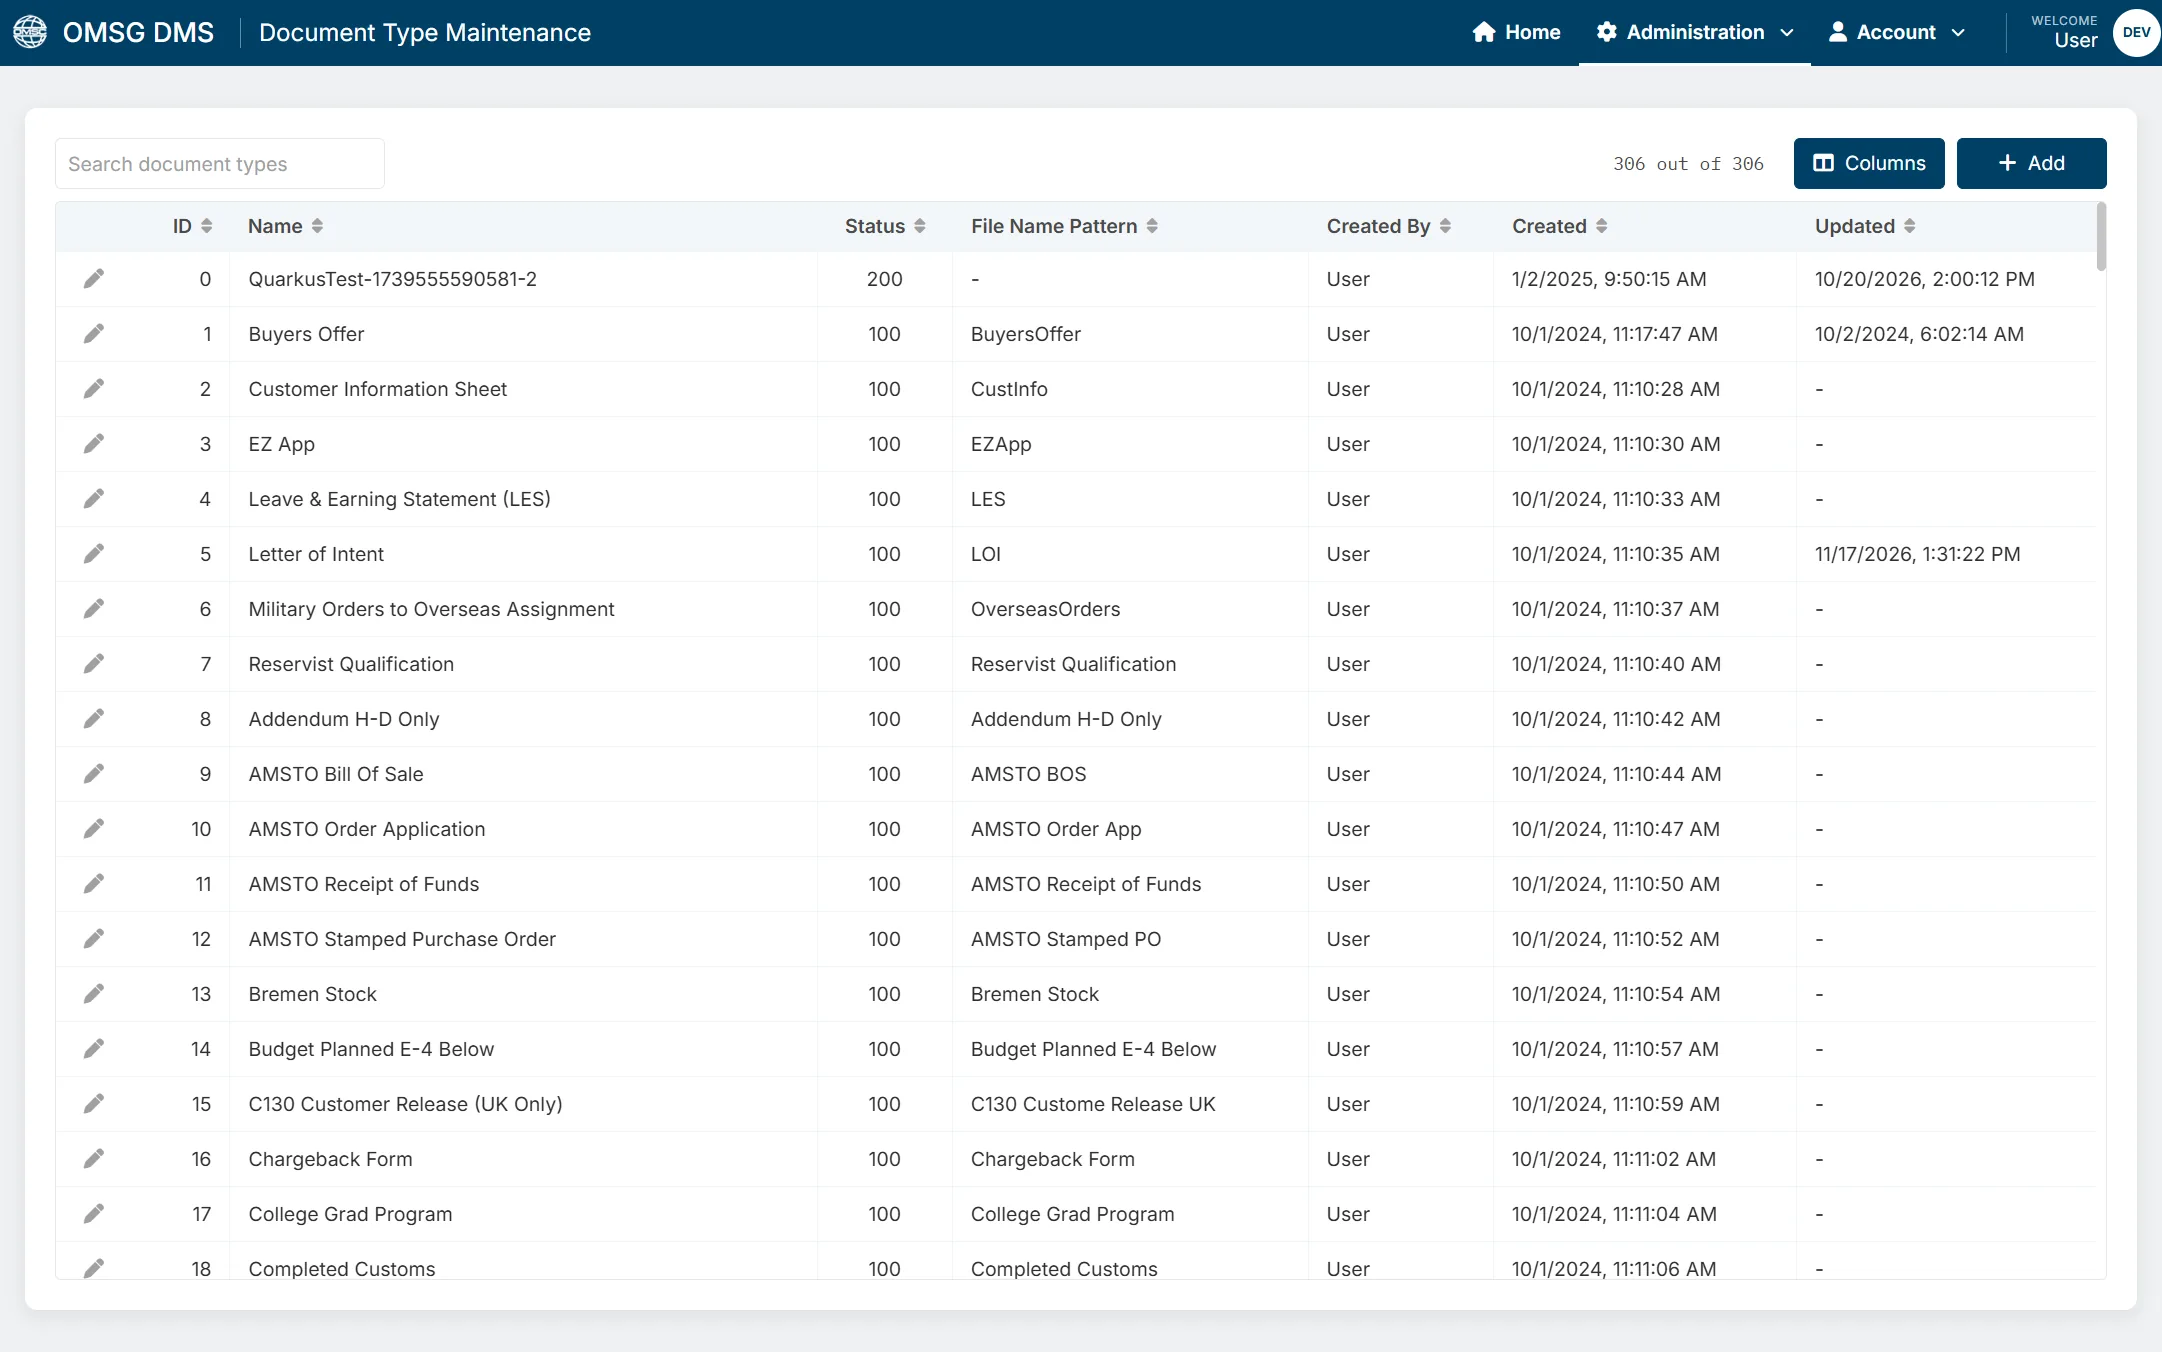 OMSG DMS Document Type Maintenance Home Administration Account WELCOME User DEV
OMSG
Search document types 306 out of 306 Columns + Add
ID Name Status File Name Pattern Created By Created Updated
0 QuarkusTest-1739555590581-2 200 - User 1/2/2025, 9:50:15 AM 10/20/2026, 2:00:12 PM
1 Buyers Offer 100 BuyersOffer User 10/1/2024, 11:17:47 AM 10/2/2024, 6:02:14 AM
2 Customer Information Sheet 100 CustInfo User 10/1/2024, 11:10:28 AM -
3 EZ App 100 EZApp User 10/1/2024, 11:10:30 AM -
4 Leave & Earning Statement (LES) 100 LES User 10/1/2024, 11:10:33 AM -
5 Letter of Intent 100 LOI User 10/1/2024, 11:10:35 AM 11/17/2026, 1:31:22 PM
6 Military Orders to Overseas Assignment 100 OverseasOrders User 10/1/2024, 11:10:37 AM -
7 Reservist Qualification 100 Reservist Qualification User 10/1/2024, 11:10:40 AM -
8 Addendum H-D Only 100 Addendum H-D Only User 10/1/2024, 11:10:42 AM -
9 AMSTO Bill Of Sale 100 AMSTO BOS User 10/1/2024, 11:10:44 AM -
10 AMSTO Order Application 100 AMSTO Order App User 10/1/2024, 11:10:47 AM -
11 AMSTO Receipt of Funds 100 AMSTO Receipt of Funds User 10/1/2024, 11:10:50 AM -
12 AMSTO Stamped Purchase Order 100 AMSTO Stamped PO User 10/1/2024, 11:10:52 AM -
13 Bremen Stock 100 Bremen Stock User 10/1/2024, 11:10:54 AM -
14 Budget Planned E-4 Below 100 Budget Planned E-4 Below User 10/1/2024, 11:10:57 AM -
15 C130 Customer Release (UK Only) 100 C130 Custome Release UK User 10/1/2024, 11:10:59 AM -
16 Chargeback Form 100 Chargeback Form User 10/1/2024, 11:11:02 AM -
17 College Grad Program 100 College Grad Program User 10/1/2024, 11:11:04 AM -
18 Completed Customs 100 Completed Customs User 10/1/2024, 11:11:06 AM -